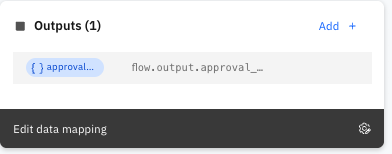 Outputs (1)
Add +
{ } approval...
flow.output.approval_…
Edit data mapping